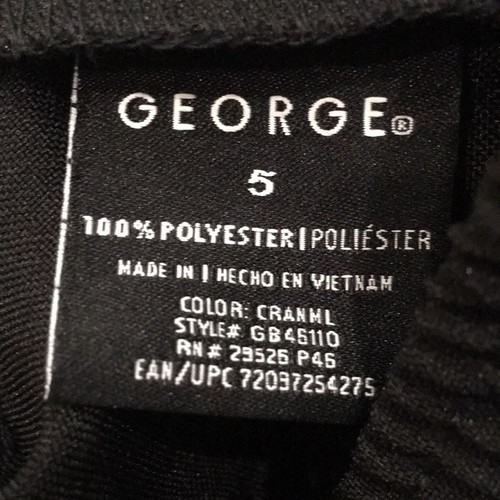 GEORGE®
5
100% POLYESTER | POLIÉSTER
MADE IN | HECHO EN VIETNAM
COLOR: CRANML
STYLE# GB46110
RN# 29526 P46
EAN/UPC 72097254275